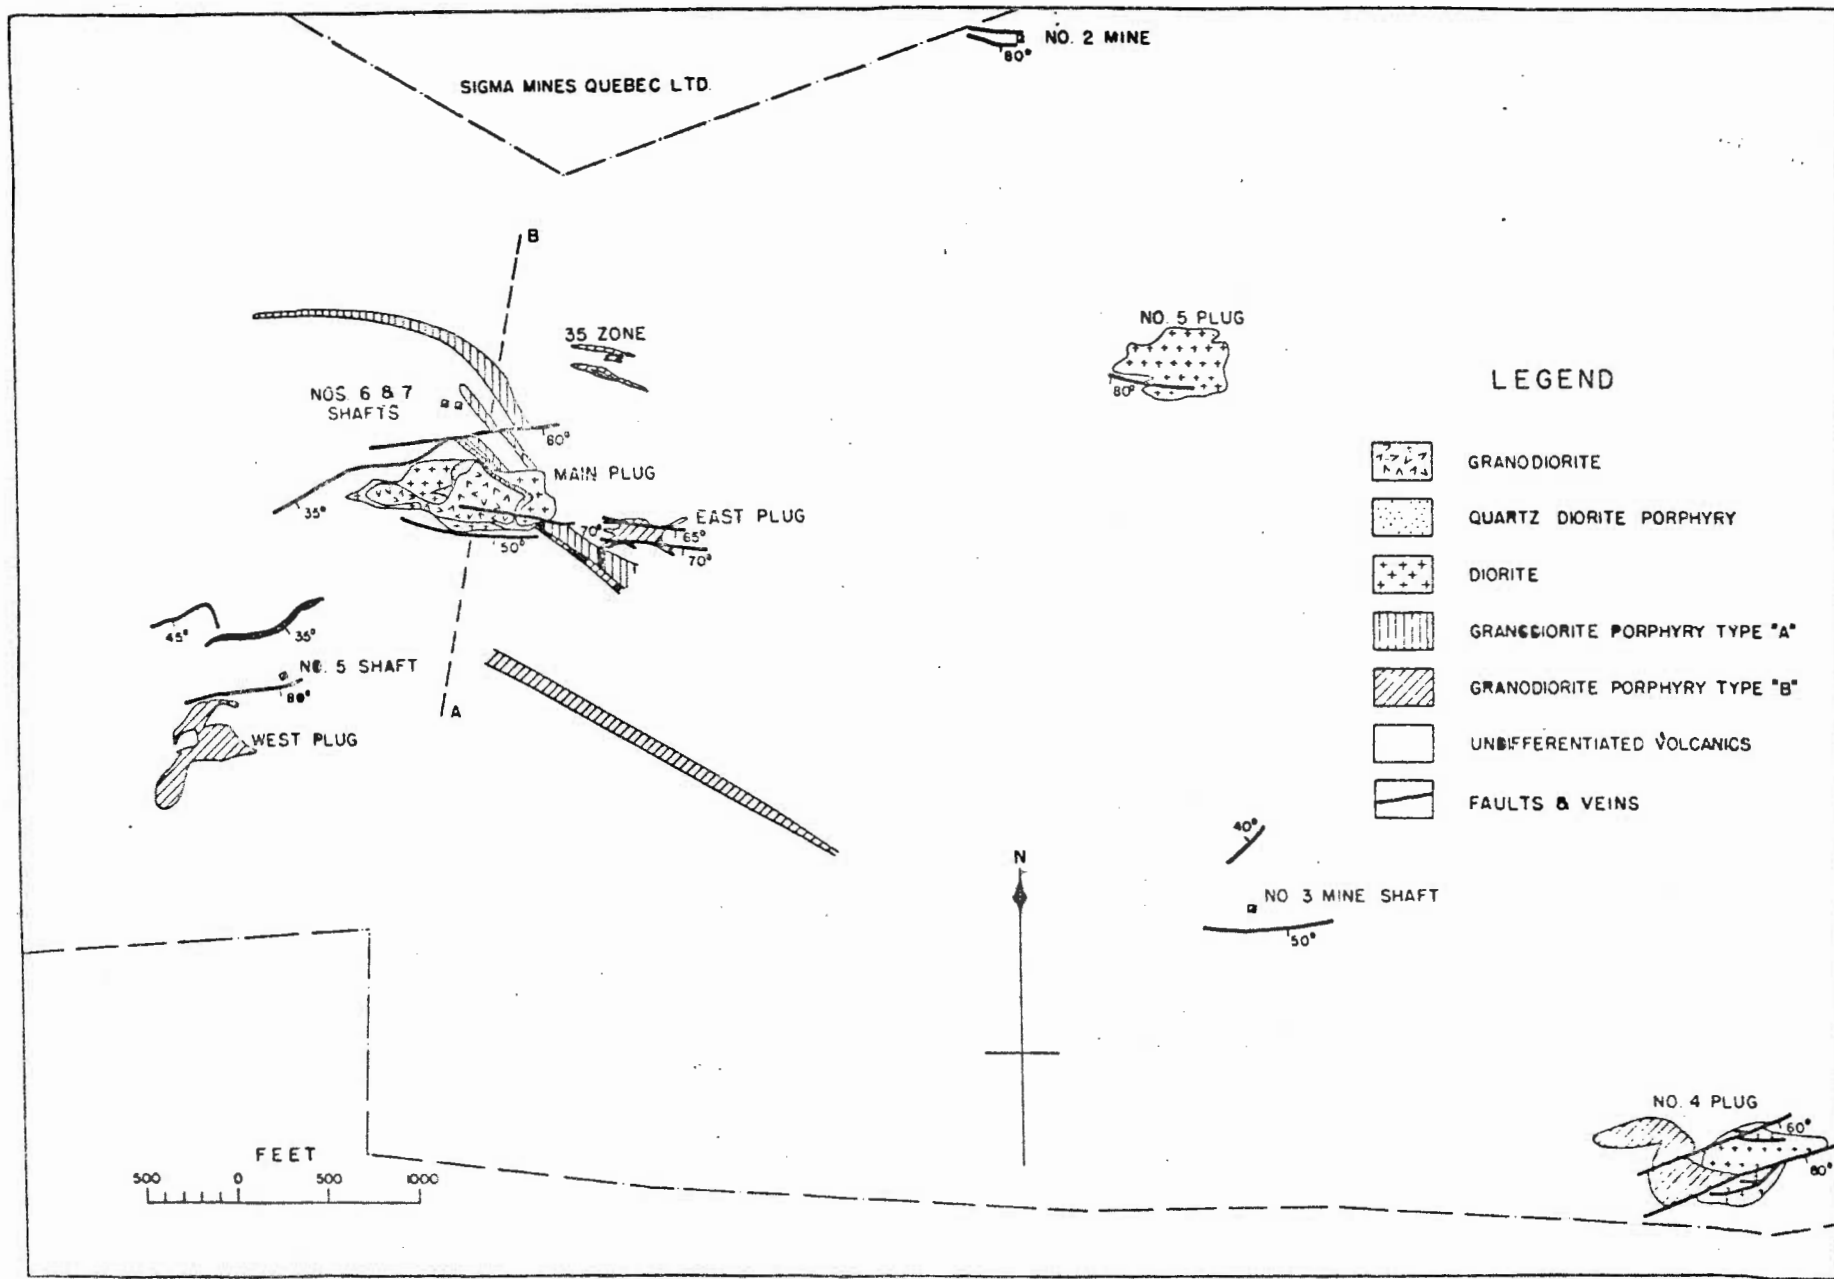 NO. 2 MINE
80°
SIGMA MINES QUEBEC LTD.
B
35 ZONE
NO. 5 PLUG
80°
NOS. 6 & 7
SHAFTS
60°
MAIN PLUG
35°
EAST PLUG
70°
65°
50°
70°
45°
35°
NO. 5 SHAFT
80°
A
WEST PLUG
LEGEND
GRANODIORITE
QUARTZ DIORITE PORPHYRY
DIORITE
GRANODIORITE PORPHYRY TYPE "A"
GRANODIORITE PORPHYRY TYPE "B"
UNDIFFERENTIATED VOLCANICS
FAULTS & VEINS
40°
N
NO 3 MINE SHAFT
50°
NO. 4 PLUG
60°
80°
FEET
500 0 500 1000